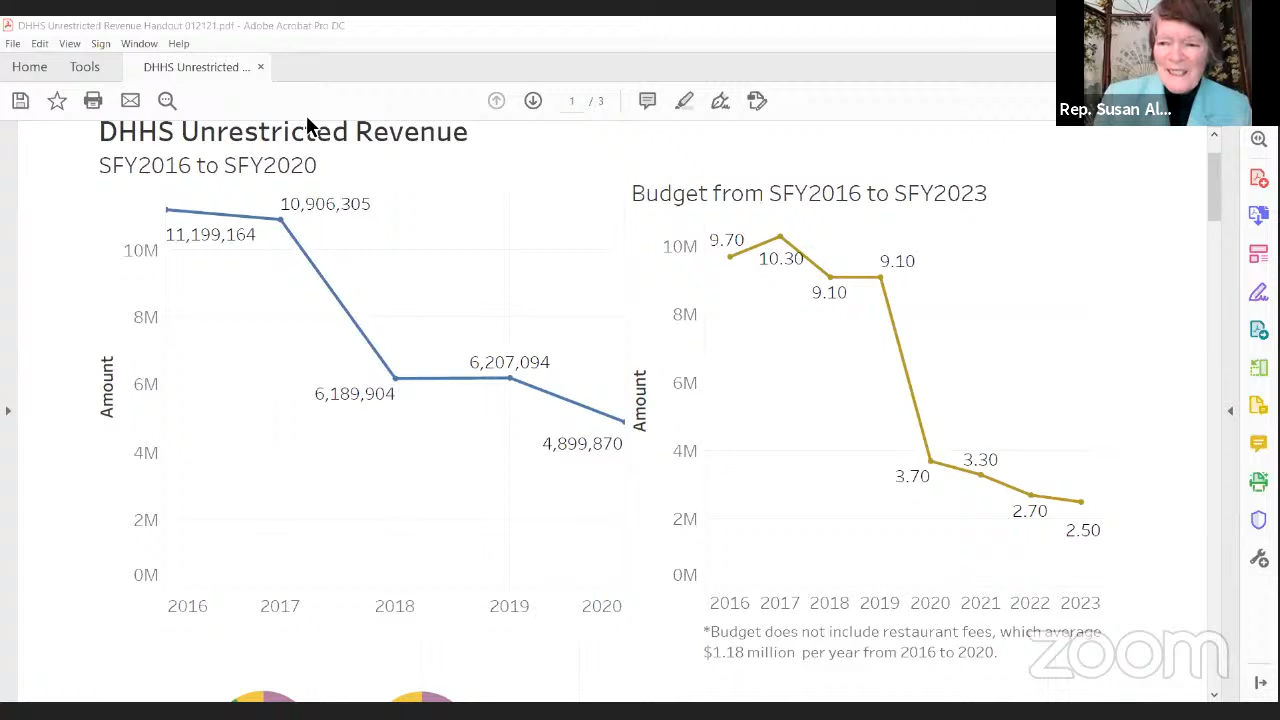 DHHS Unrestricted Revenue Handout 012121.pdf - Adobe Acrobat Pro DC
File Edit View Sign Window Help
Home Tools DHHS Unrestricted ... ×
1 / 3
Rep. Susan Al...
DHHS Unrestricted Revenue
SFY2016 to SFY2020
10,906,305
11,199,164
10M
8M
6,207,094
6M
6,189,904
4,899,870
4M
2M
0M
Amount
2016 2017 2018 2019 2020
Budget from SFY2016 to SFY2023
9.70
10M
10.30
9.10
9.10
8M
6M
4M
3.30
3.70
2.70
2M
2.50
0M
Amount
2016 2017 2018 2019 2020 2021 2022 2023
*Budget does not include restaurant fees, which average
$1.18 million per year from 2016 to 2020.
zoom